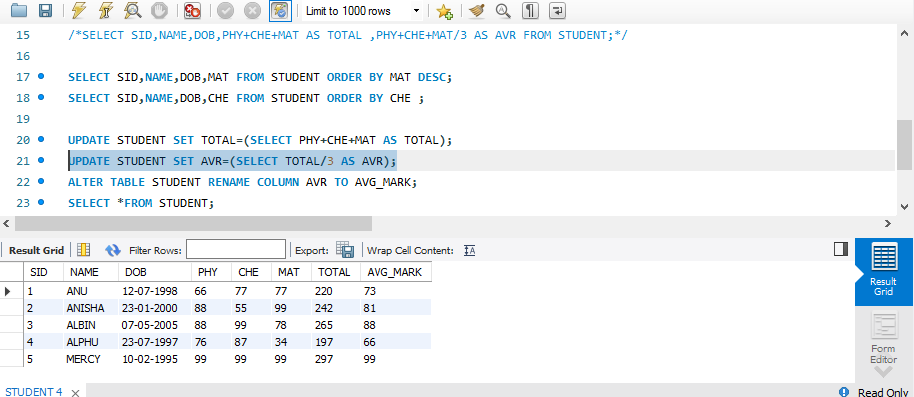 Limit to 1000 rows
15 /*SELECT SID,NAME,DOB,PHY+CHE+MAT AS TOTAL ,PHY+CHE+MAT/3 AS AVR FROM STUDENT;*/
16
17 SELECT SID,NAME,DOB,MAT FROM STUDENT ORDER BY MAT DESC;
18 SELECT SID,NAME,DOB,CHE FROM STUDENT ORDER BY CHE ;
19
20 UPDATE STUDENT SET TOTAL=(SELECT PHY+CHE+MAT AS TOTAL);
21 UPDATE STUDENT SET AVR=(SELECT TOTAL/3 AS AVR);
22 ALTER TABLE STUDENT RENAME COLUMN AVR TO AVG_MARK;
23 SELECT *FROM STUDENT;
Result Grid Filter Rows: Export: Wrap Cell Content: IA
SID NAME DOB PHY CHE MAT TOTAL AVG_MARK
1 ANU 12-07-1998 66 77 77 220 73
2 ANISHA 23-01-2000 88 55 99 242 81
3 ALBIN 07-05-2005 88 99 78 265 88
4 ALPHU 23-07-1997 76 87 34 197 66
5 MERCY 10-02-1995 99 99 99 297 99
Result
Grid
Form
Editor
STUDENT 4 Read Only